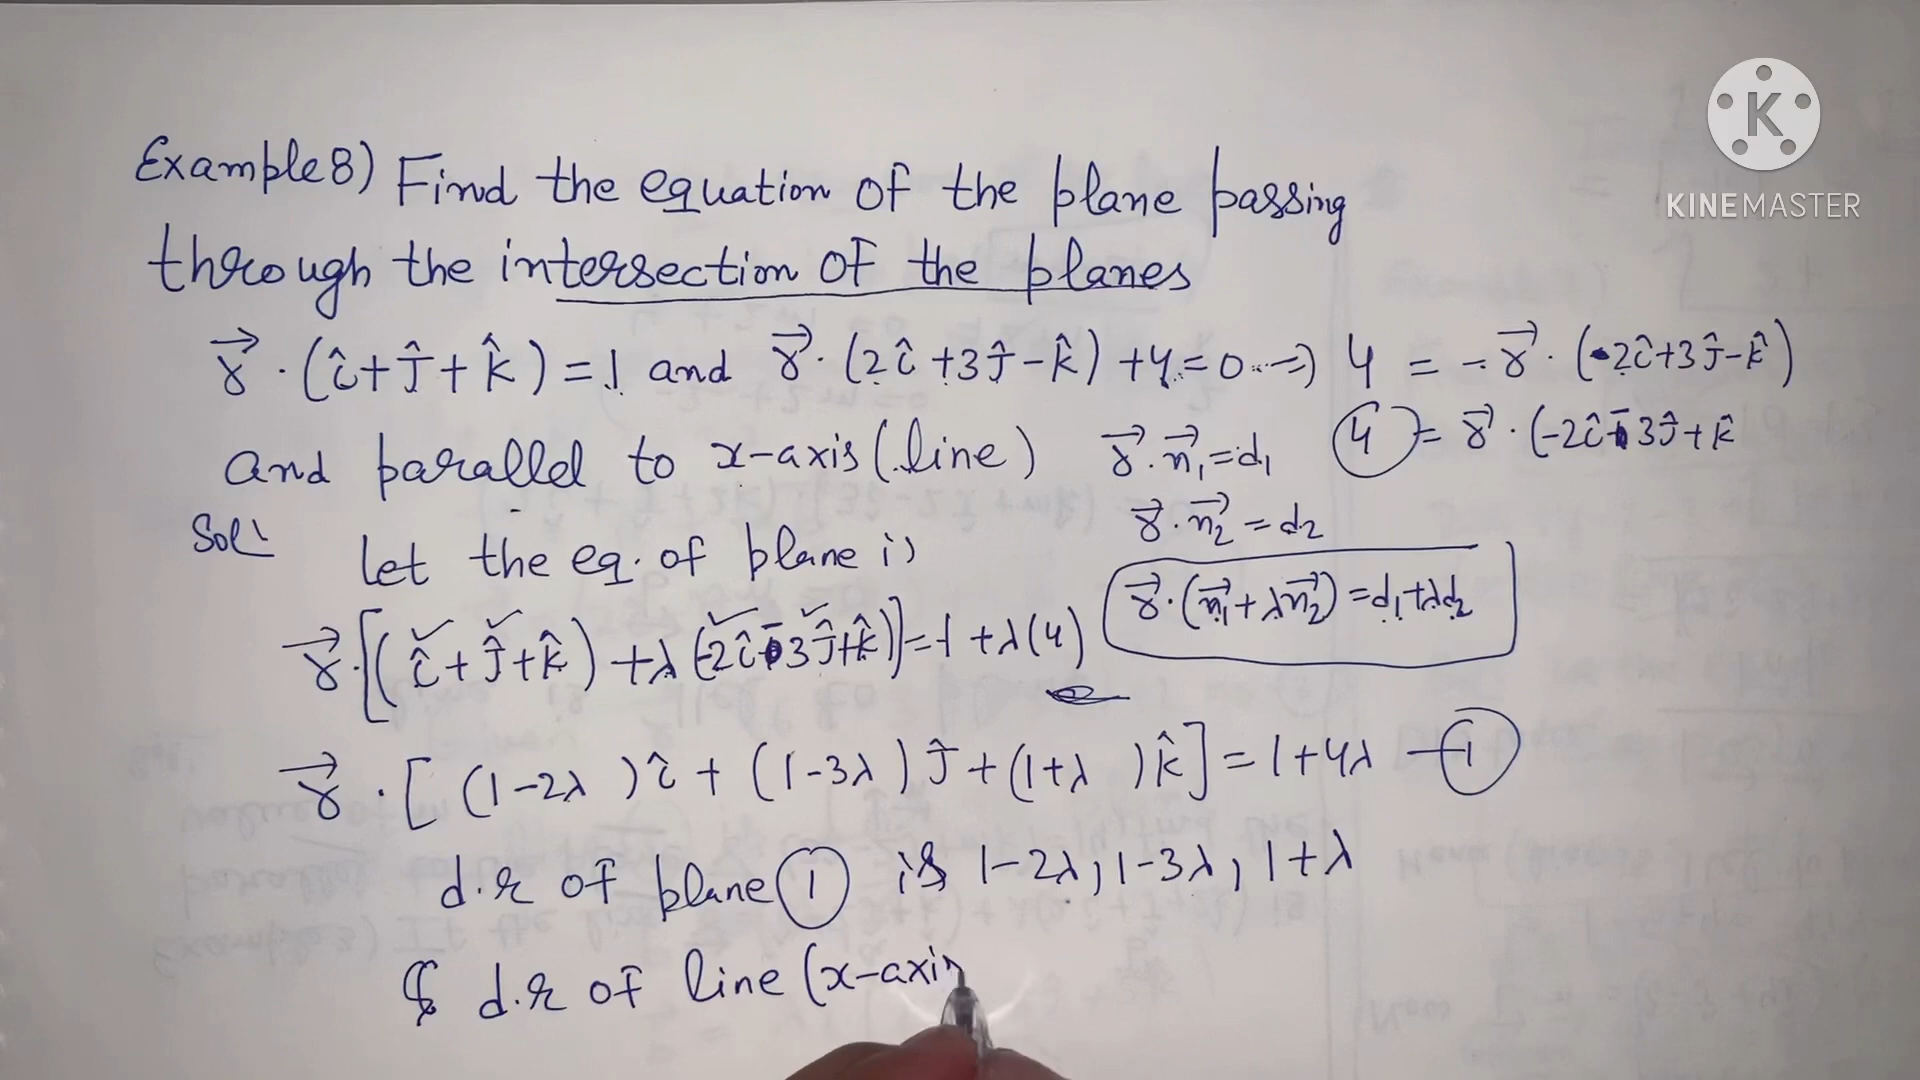 K
KINEMASTER
Example 8) Find the equation of the plane passing
through the intersection of the planes
r⃗ · (î + ĵ + k̂) = 1 and r⃗ · (2î + 3ĵ - k̂) + 4 = 0 ⇒ 4 = - r⃗ · (2î + 3ĵ - k̂)
and parallel to x-axis (line) r⃗ · n⃗₁ = d₁ 4 = r⃗ · (-2î - 3ĵ + k̂
r⃗ · n⃗₂ = d₂
Sol: let the eq. of plane is
r⃗ · [(î + ĵ + k̂) + λ(-2î - 3ĵ + k̂)] = 1 + λ(4) r⃗ · (n⃗₁ + λn⃗₂) = d₁ + λd₂
r⃗ · [(1-2λ)î + (1-3λ)ĵ + (1+λ)k̂] = 1 + 4λ — 1
d.r of plane 1 is 1-2λ, 1-3λ, 1+λ
& d.r of line (x-axis